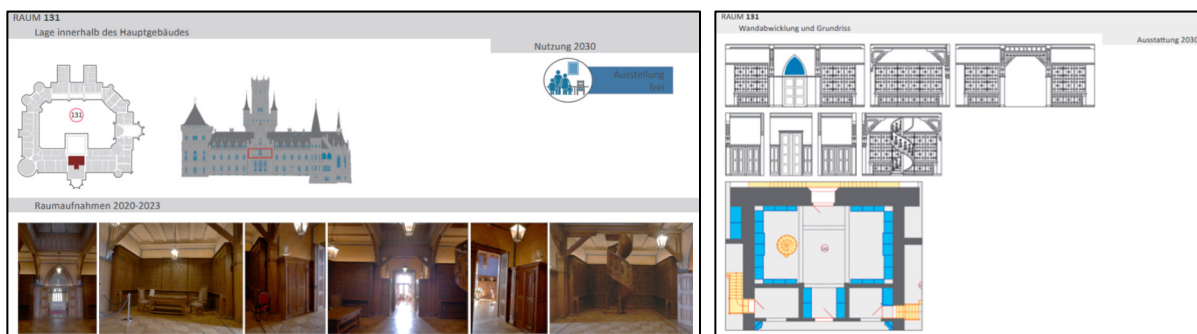 RAUM 131
Lage innerhalb des Hauptgebäudes
Nutzung 2030
Ausstellung
frei
131
Raumaufnahmen 2020-2023
RAUM 131
Wandabwicklung und Grundriss
Ausstattung 2030